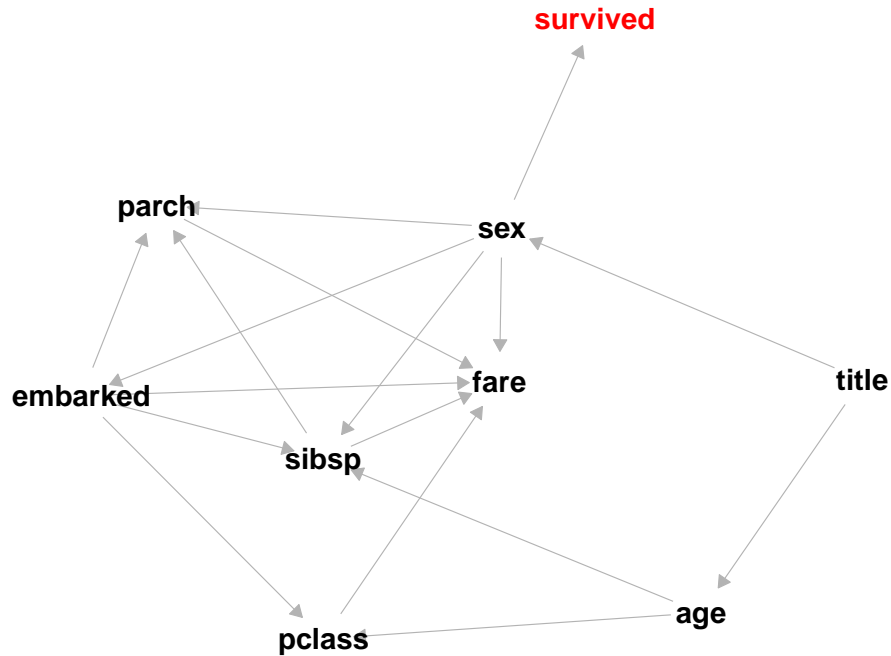 survived
parch
sex
fare
title
embarked
sibsp
age
pclass